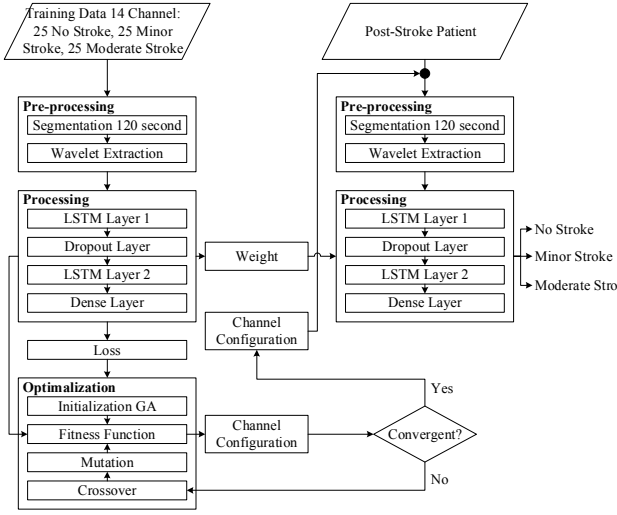 Training Data 14 Channel:
25 No Stroke, 25 Minor
Stroke, 25 Moderate Stroke
Pre-processing
Segmentation 120 second
Wavelet Extraction
Processing
LSTM Layer 1
Dropout Layer
LSTM Layer 2
Dense Layer
Loss
Optimalization
Initialization GA
Fitness Function
Mutation
Crossover
Weight
Channel
Configuration
Channel
Configuration
Convergent?
Yes
No
Post-Stroke Patient
Pre-processing
Segmentation 120 second
Wavelet Extraction
Processing
LSTM Layer 1
Dropout Layer
LSTM Layer 2
Dense Layer
No Stroke
Minor Stroke
Moderate Stro